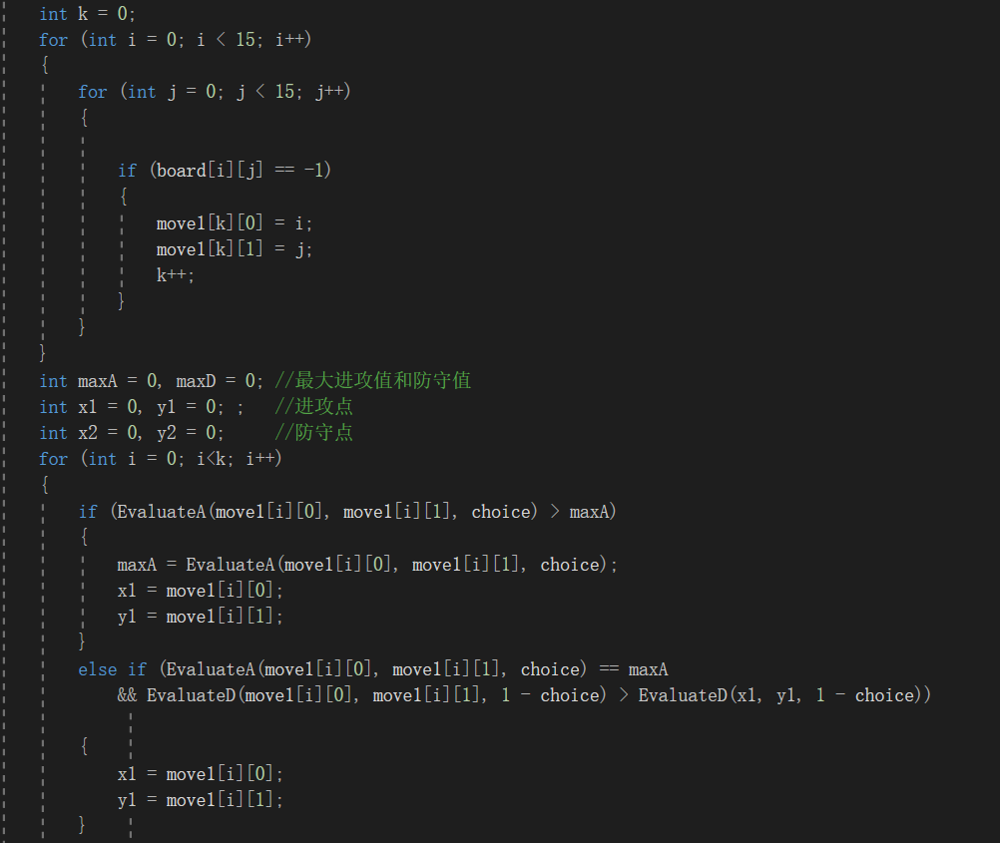 int k = 0;
for (int i = 0; i < 15; i++)
{
for (int j = 0; j < 15; j++)
{
if (board[i][j] == -1)
{
move1[k][0] = i;
move1[k][1] = j;
k++;
}
}
}
int maxA = 0, maxD = 0; //最大进攻值和防守值
int x1 = 0, y1 = 0; ; //进攻点
int x2 = 0, y2 = 0; //防守点
for (int i = 0; i<k; i++)
{
if (EvaluateA(move1[i][0], move1[i][1], choice) > maxA)
{
maxA = EvaluateA(move1[i][0], move1[i][1], choice);
x1 = move1[i][0];
y1 = move1[i][1];
}
else if (EvaluateA(move1[i][0], move1[i][1], choice) == maxA
&& EvaluateD(move1[i][0], move1[i][1], 1 - choice) > EvaluateD(x1, y1, 1 - choice))
{
x1 = move1[i][0];
y1 = move1[i][1];
}